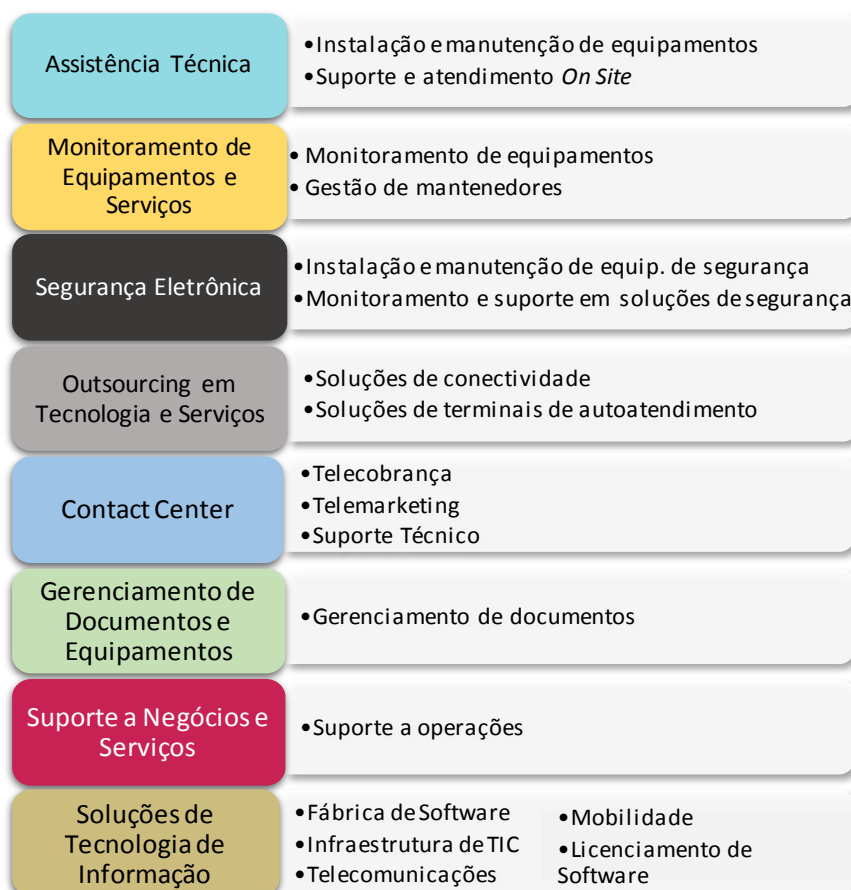 Assistência Técnica
•Instalação e manutenção de equipamentos
•Suporte e atendimento On Site
Monitoramento de
Equipamentos e
Serviços
• Monitoramento de equipamentos
• Gestão de mantenedores
Segurança Eletrônica
•Instalação e manutenção de equip. de segurança
•Monitoramento e suporte em soluções de segurança
Outsourcing em
Tecnologia e Serviços
•Soluções de conectividade
•Soluções de terminais de autoatendimento
Contact Center
•Telecobrança
•Telemarketing
•Suporte Técnico
Gerenciamento de
Documentos e
Equipamentos
•Gerenciamento de documentos
Suporte a Negócios e
Serviços
•Suporte a operações
Soluções de
Tecnologia de
Informação
•Fábrica de Software
•Infraestrutura de TIC
•Telecomunicações
•Mobilidade
•Licenciamento de
Software